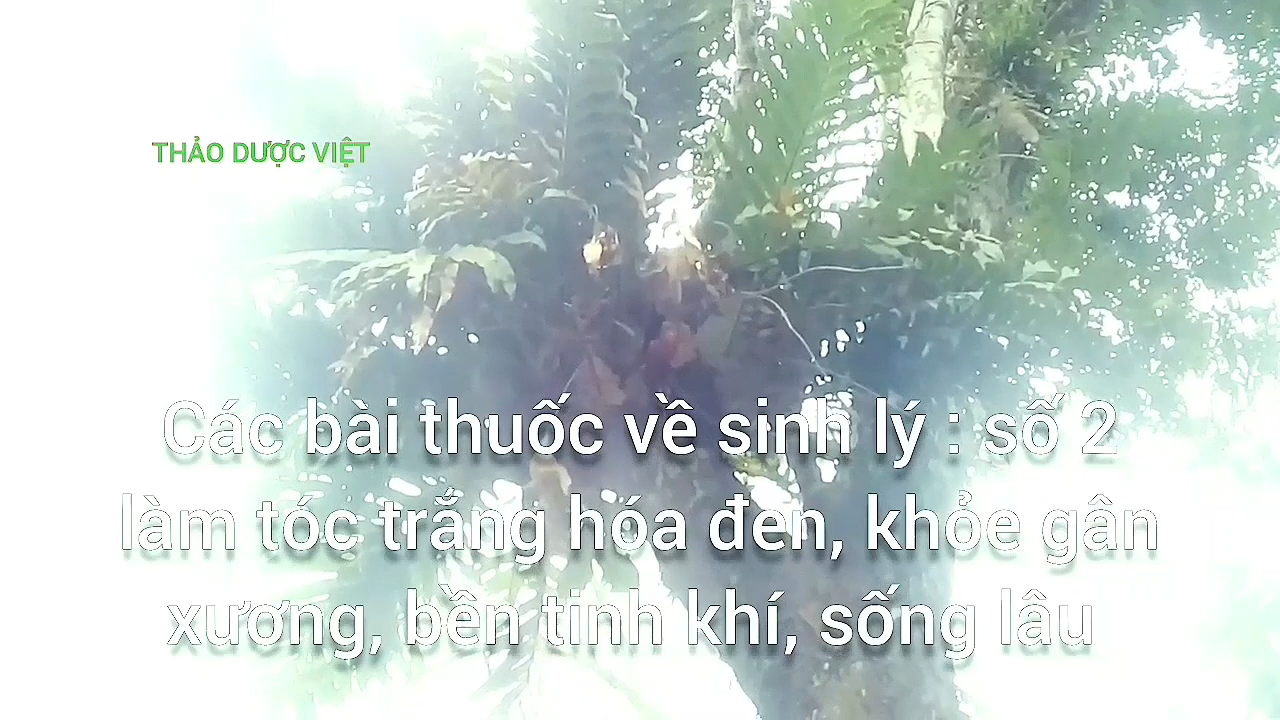 THẢO DƯỢC VIỆT
Các bài thuốc về sinh lý : số 2
làm tóc trắng hóa đen, khỏe gân
xương, bền tinh khí, sống lâu